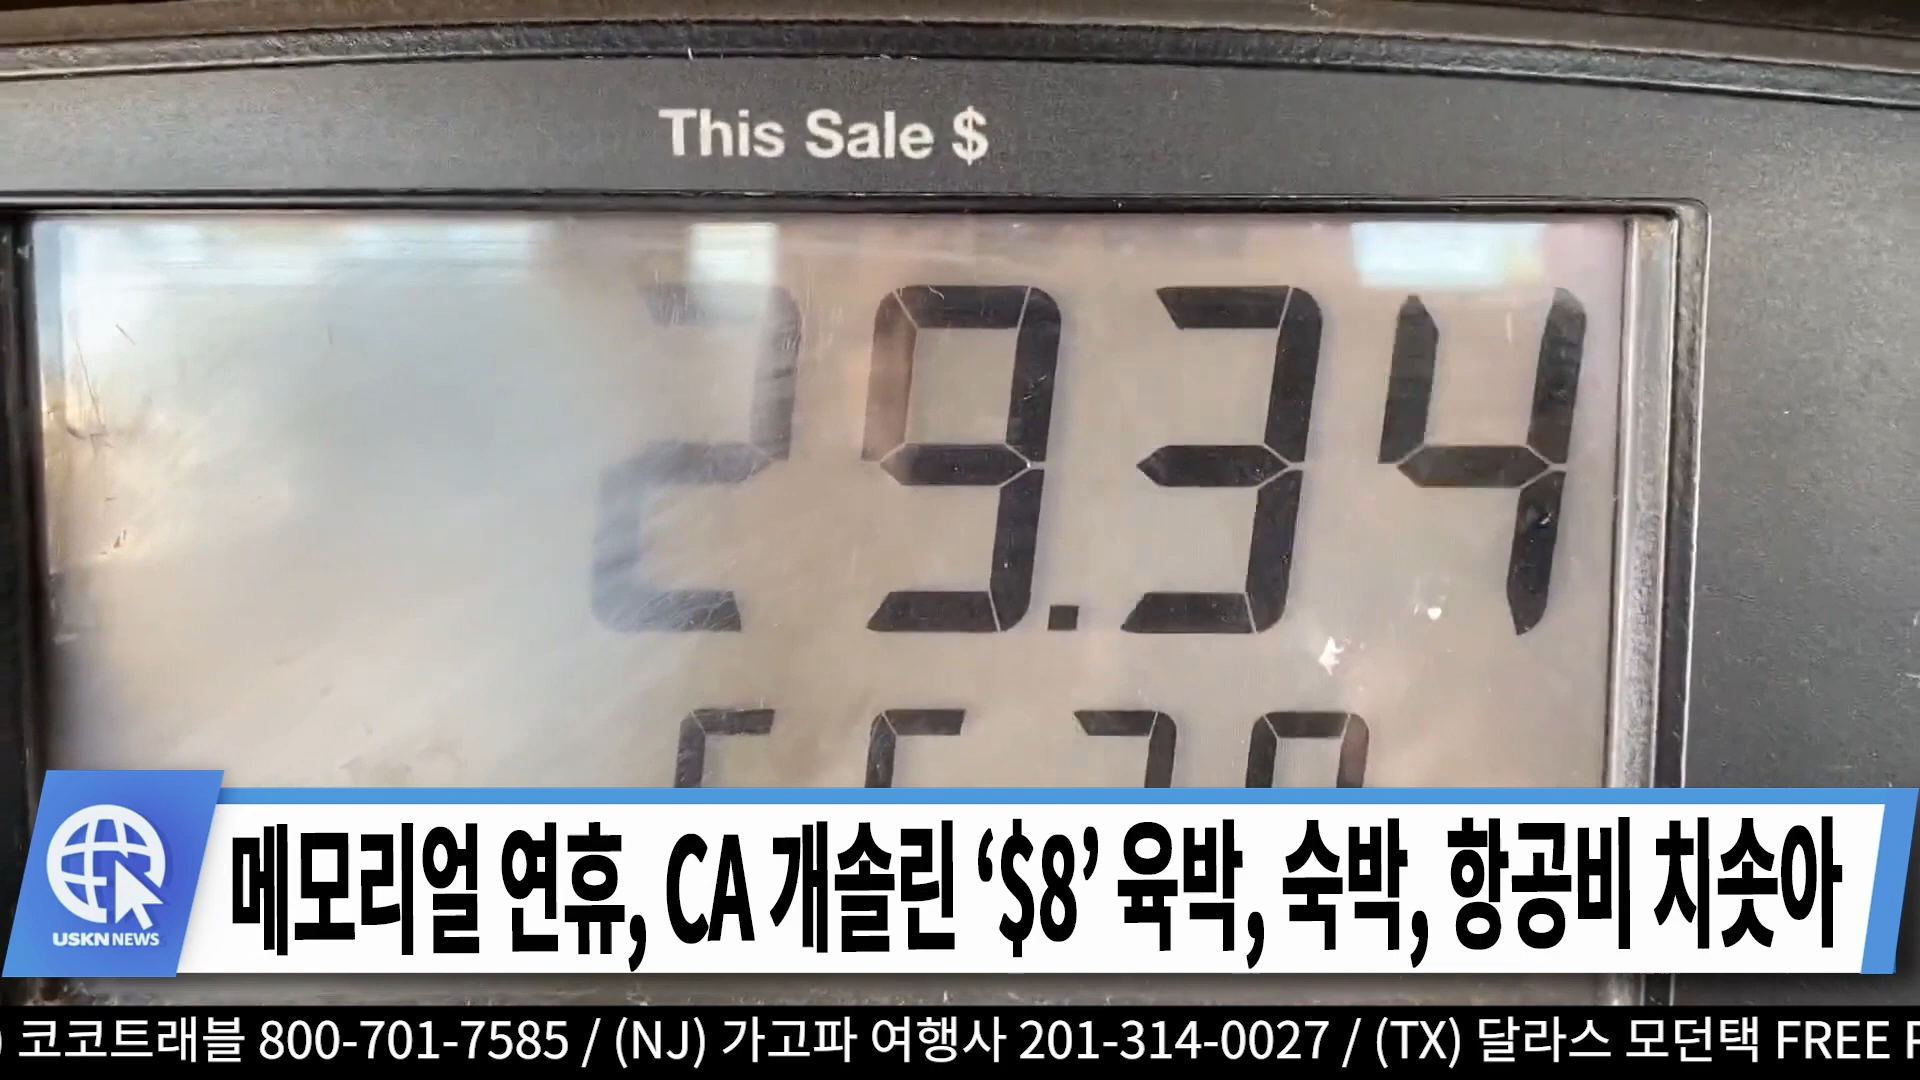 This Sale $
29.34
메모리얼 연휴, CA 개솔린 ‘$8’ 육박, 숙박, 항공비 치솟아
USKN NEWS
) 코코트래블 800-701-7585 / (NJ) 가고파 여행사 201-314-0027 / (TX) 달라스 모던택 FREE